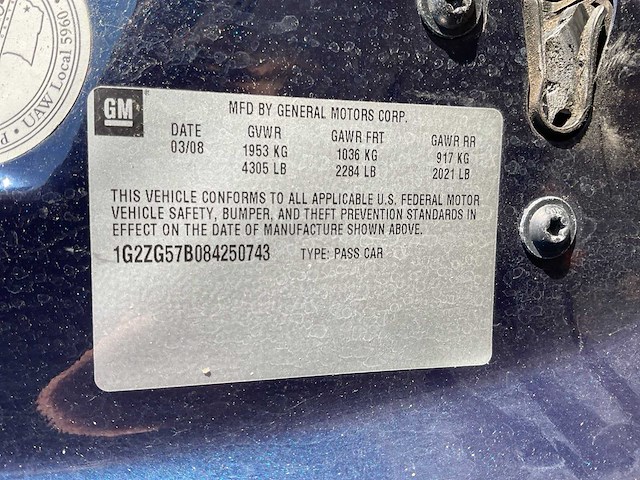 UAW Local 5960
GM
MFD BY GENERAL MOTORS CORP.
DATE GVWR GAWR FRT GAWR RR
03/08 1953 KG 1036 KG 917 KG
4305 LB 2284 LB 2021 LB
THIS VEHICLE CONFORMS TO ALL APPLICABLE U.S. FEDERAL MOTOR
VEHICLE SAFETY, BUMPER, AND THEFT PREVENTION STANDARDS IN
EFFECT ON THE DATE OF MANUFACTURE SHOWN ABOVE.
1G2ZG57B084250743 TYPE: PASS CAR